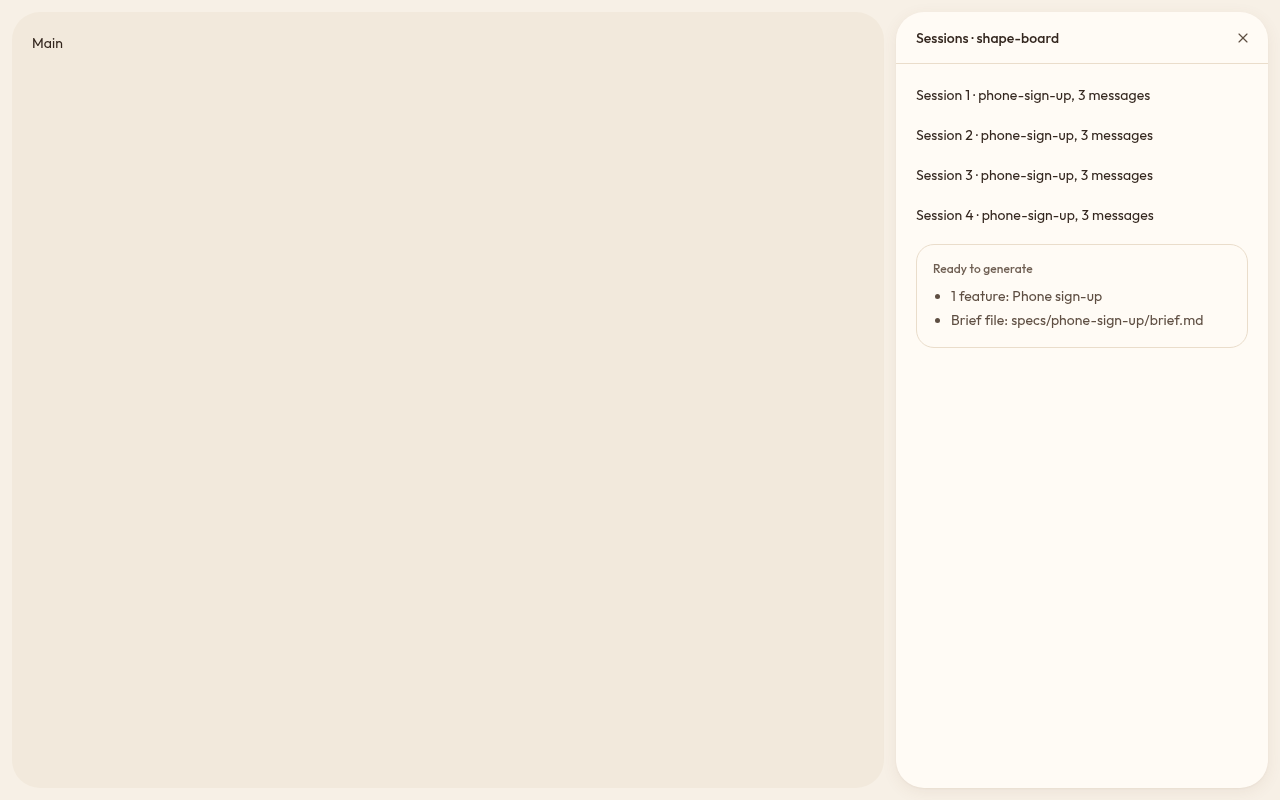 Main
Sessions · shape-board
Session 1 · phone-sign-up, 3 messages
Session 2 · phone-sign-up, 3 messages
Session 3 · phone-sign-up, 3 messages
Session 4 · phone-sign-up, 3 messages
Ready to generate
• 1 feature: Phone sign-up
• Brief file: specs/phone-sign-up/brief.md